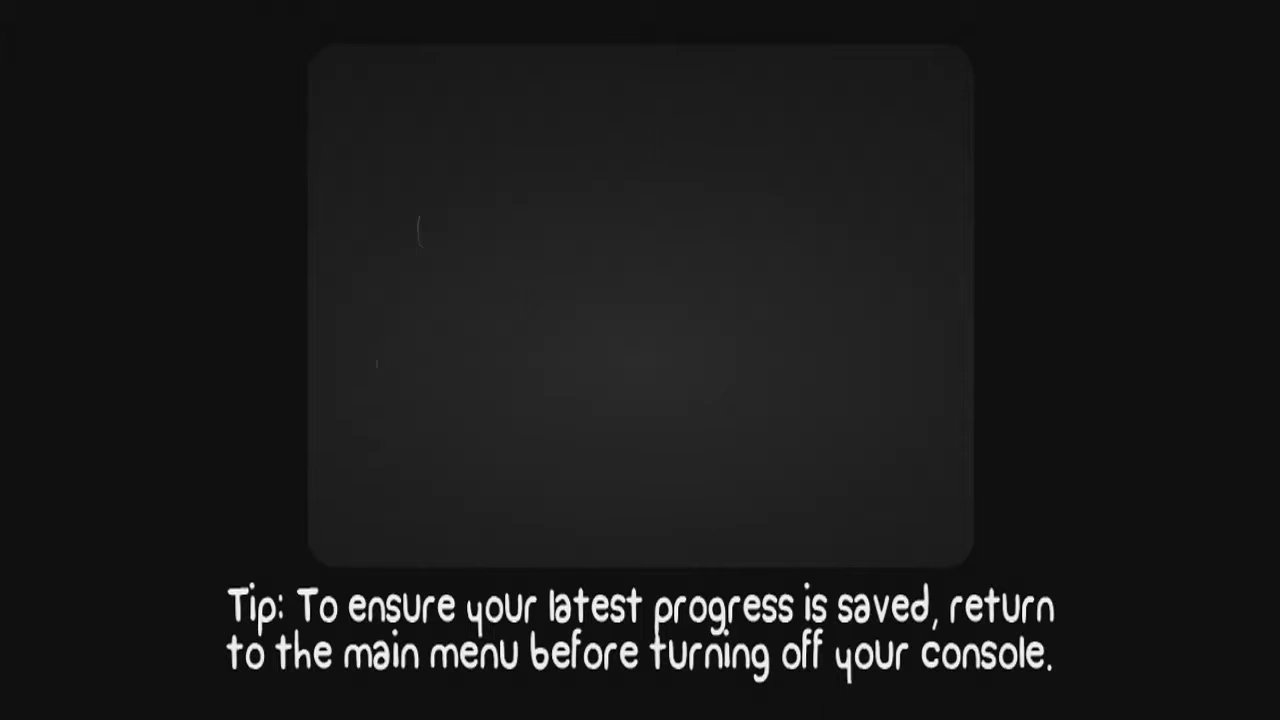 Tip: To ensure your latest progress is saved, return
to the main menu before turning off your console.